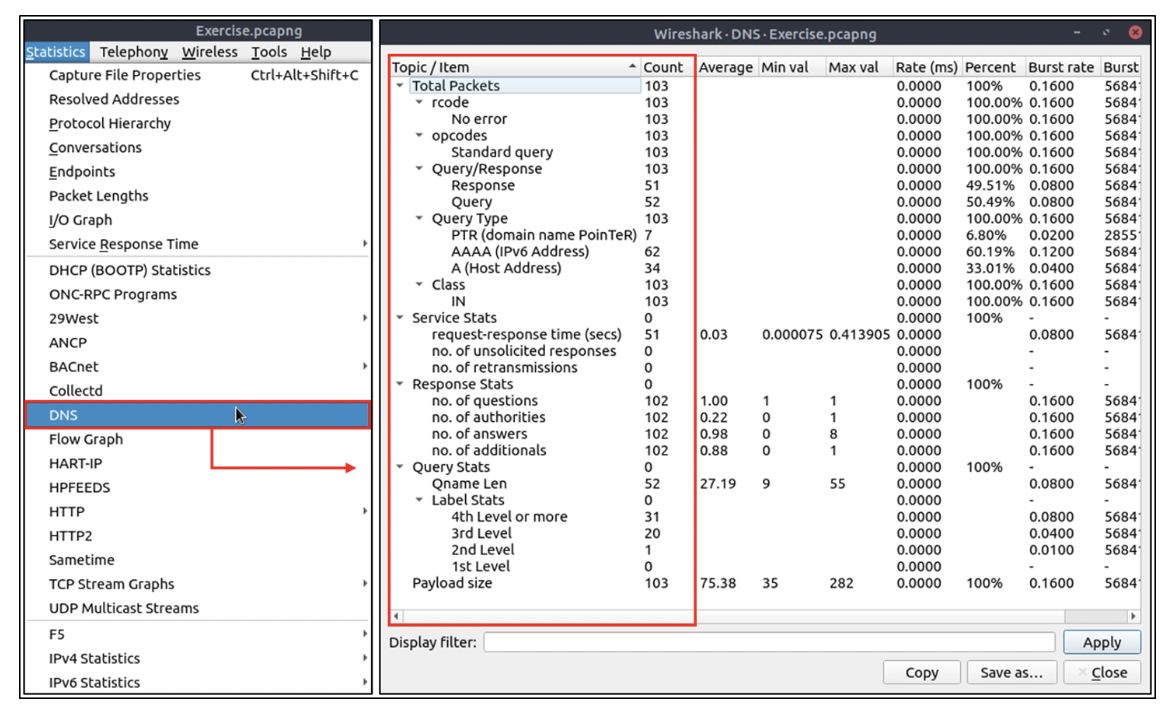 Exercise.pcapng
Statistics Telephony Wireless Tools Help
Capture File Properties Ctrl+Alt+Shift+C
Resolved Addresses
Protocol Hierarchy
Conversations
Endpoints
Packet Lengths
I/O Graph
Service Response Time
DHCP (BOOTP) Statistics
ONC-RPC Programs
29West
ANCP
BACnet
Collectd
DNS
Flow Graph
HART-IP
HPFEEDS
HTTP
HTTP2
Sametime
TCP Stream Graphs
UDP Multicast Streams
F5
IPv4 Statistics
IPv6 Statistics
Wireshark · DNS · Exercise.pcapng
Topic / Item Count Average Min val Max val Rate (ms) Percent Burst rate Burst
Total Packets 103 0.0000 100% 0.1600 5684
rcode 103 0.0000 100.00% 0.1600 5684
No error 103 0.0000 100.00% 0.1600 5684
opcodes 103 0.0000 100.00% 0.1600 5684
Standard query 103 0.0000 100.00% 0.1600 5684
Query/Response 103 0.0000 100.00% 0.1600 5684
Response 51 0.0000 49.51% 0.0800 5684
Query 52 0.0000 50.49% 0.0800 5684
Query Type 103 0.0000 100.00% 0.1600 5684
PTR (domain name PoinTeR) 7 0.0000 6.80% 0.0200 2855
AAAA (IPv6 Address) 62 0.0000 60.19% 0.1200 5684
A (Host Address) 34 0.0000 33.01% 0.0400 5684
Class 103 0.0000 100.00% 0.1600 5684
IN 103 0.0000 100.00% 0.1600 5684
Service Stats 0 0.0000 100% - -
request-response time (secs) 51 0.03 0.000075 0.413905 0.0000 0.0800 5684
no. of unsolicited responses 0 0.0000 - -
no. of retransmissions 0 0.0000 - -
Response Stats 0 0.0000 100% - -
no. of questions 102 1.00 1 1 0.0000 0.1600 5684
no. of authorities 102 0.22 0 1 0.0000 0.1600 5684
no. of answers 102 0.98 0 8 0.0000 0.1600 5684
no. of additionals 102 0.88 0 1 0.0000 0.1600 5684
Query Stats 0 0.0000 100% - -
Qname Len 52 27.19 9 55 0.0000 0.0800 5684
Label Stats 0 0.0000 - -
4th Level or more 31 0.0000 0.0800 5684
3rd Level 20 0.0000 0.0400 5684
2nd Level 1 0.0000 0.0100 5684
1st Level 0 0.0000 - -
Payload size 103 75.38 35 282 0.0000 100% 0.1600 5684
Display filter: Apply
Copy Save as... Close